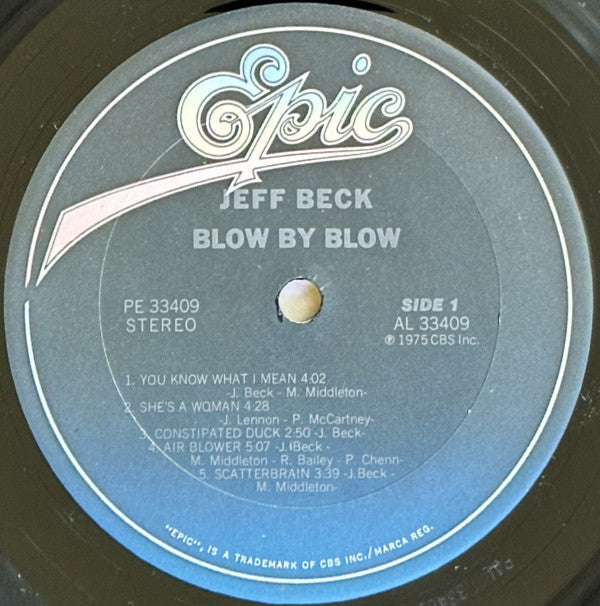 Epic
JEFF BECK
BLOW BY BLOW
PE 33409
STEREO
SIDE 1
AL 33409
℗ 1975 CBS Inc.
1. YOU KNOW WHAT I MEAN 4:02
-J. Beck - M. Middleton-
2. SHE'S A WOMAN 4:28
-J. Lennon - P. McCartney-
3. CONSTIPATED DUCK 2:50 -J. Beck-
4. AIR BLOWER 5:07 -J. Beck -
M. Middleton - R. Bailey - P. Chenn-
5. SCATTERBRAIN 3:39 -J. Beck -
M. Middleton-
"EPIC", IS A TRADEMARK OF CBS INC./MARCA REG.